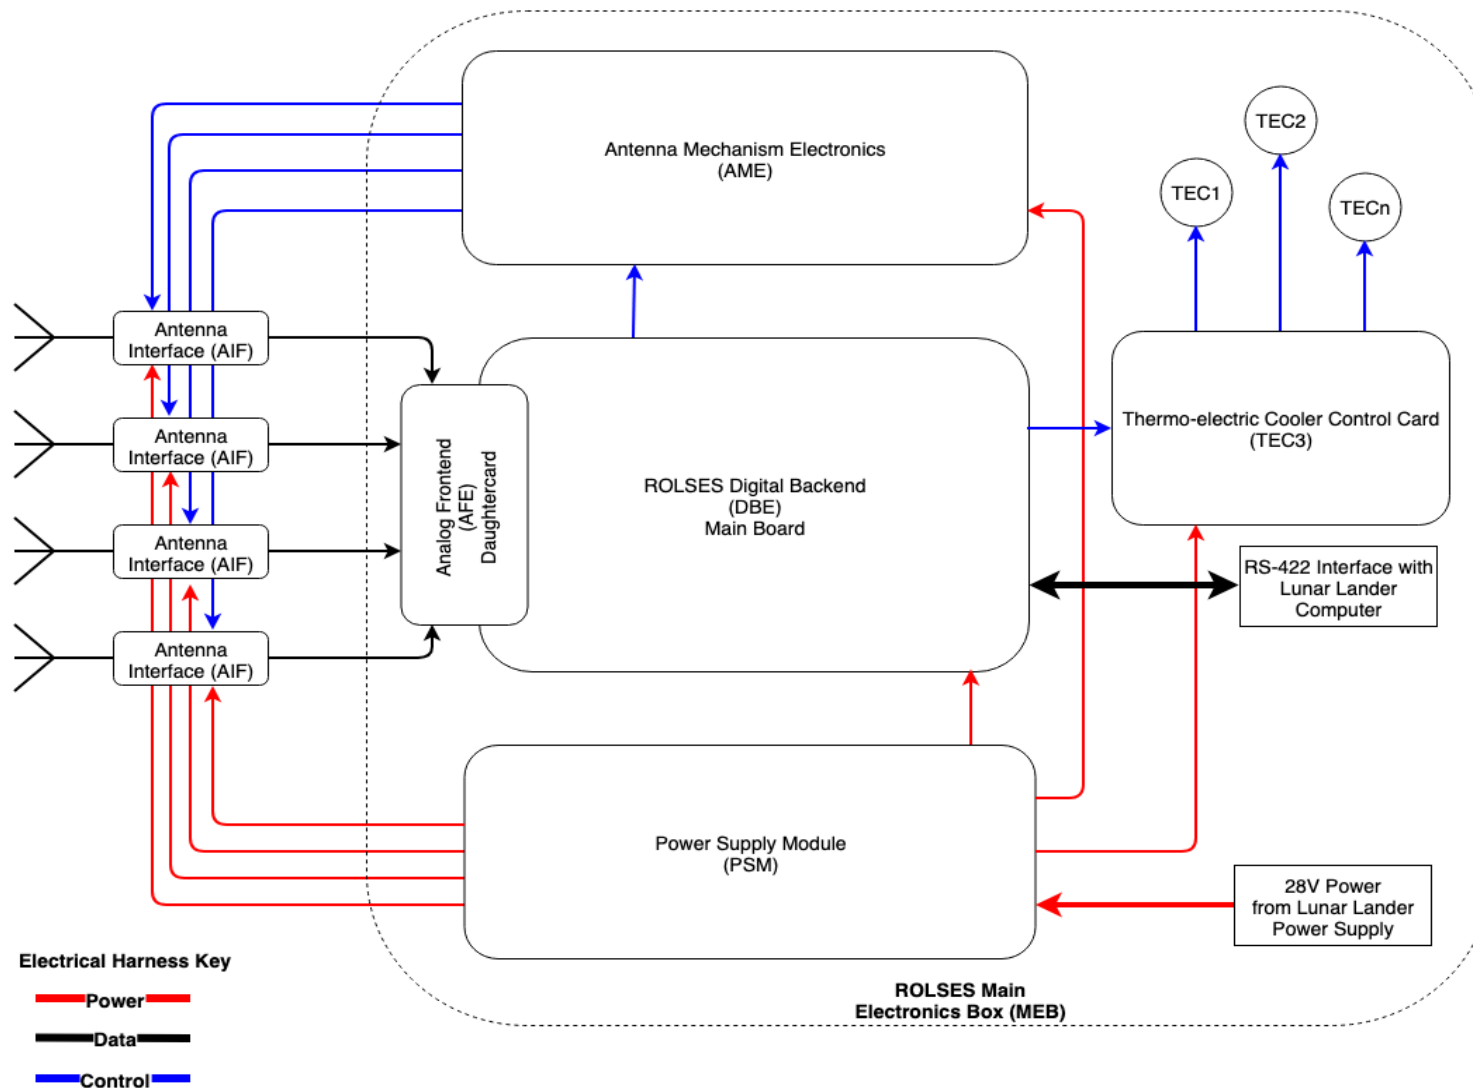 Antenna Mechanism Electronics
(AME)
TEC1
TEC2
TECn
Antenna
Interface (AIF)
Antenna
Interface (AIF)
Antenna
Interface (AIF)
Antenna
Interface (AIF)
Analog Frontend
(AFE)
Daughtercard
ROLSES Digital Backend
(DBE)
Main Board
Thermo-electric Cooler Control Card
(TEC3)
RS-422 Interface with
Lunar Lander
Computer
Power Supply Module
(PSM)
28V Power
from Lunar Lander
Power Supply
ROLSES Main
Electronics Box (MEB)
Electrical Harness Key
Power
Data
Control